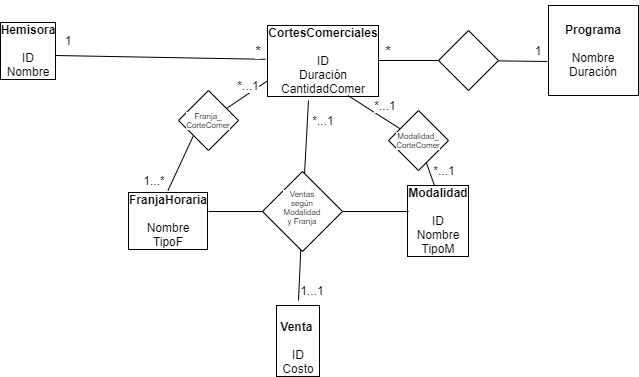 Hemisora
ID
Nombre
1
*
CortesComerciales
ID
Duración
CantidadComer
*
1
Programa
Nombre
Duración
*...1
Franja_
CorteComer
1...*
*...1
*...1
Modalidad_
CorteComer
*...1
FranjaHoraria
Nombre
TipoF
Ventas
según
Modalidad
y Franja
Modalidad
ID
Nombre
TipoM
1...1
Venta
ID
Costo